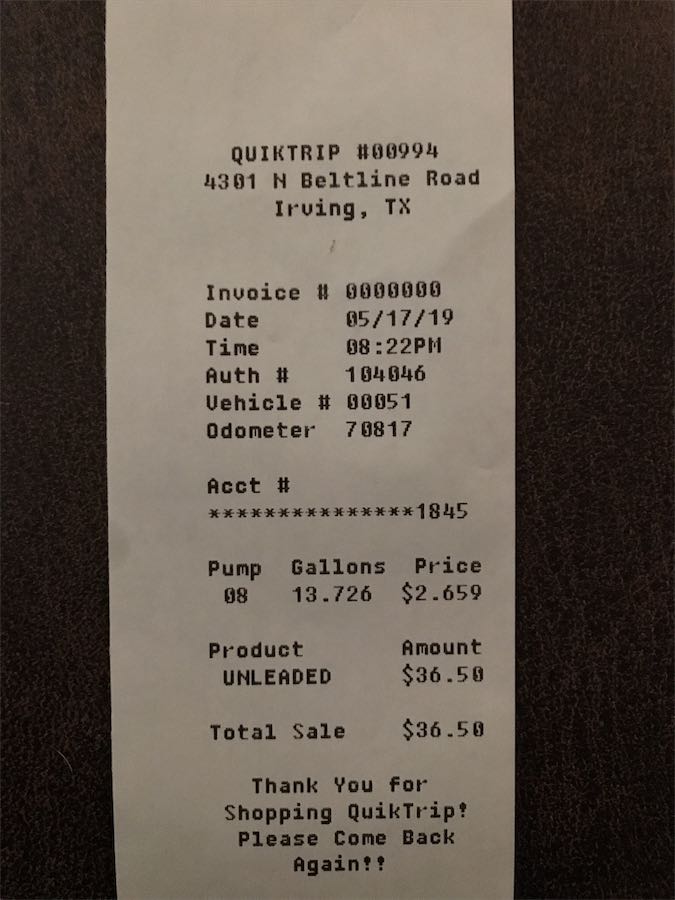 QUIKTRIP #00994
4301 N Beltline Road
Irving, TX
Invoice # 0000000
Date 05/17/19
Time 08:22PM
Auth # 104046
Vehicle # 00051
Odometer 70817
Acct #
***************1845
Pump Gallons Price
08 13.726 $2.659
Product Amount
UNLEADED $36.50
Total Sale $36.50
Thank You for
Shopping QuikTrip!
Please Come Back
Again!!